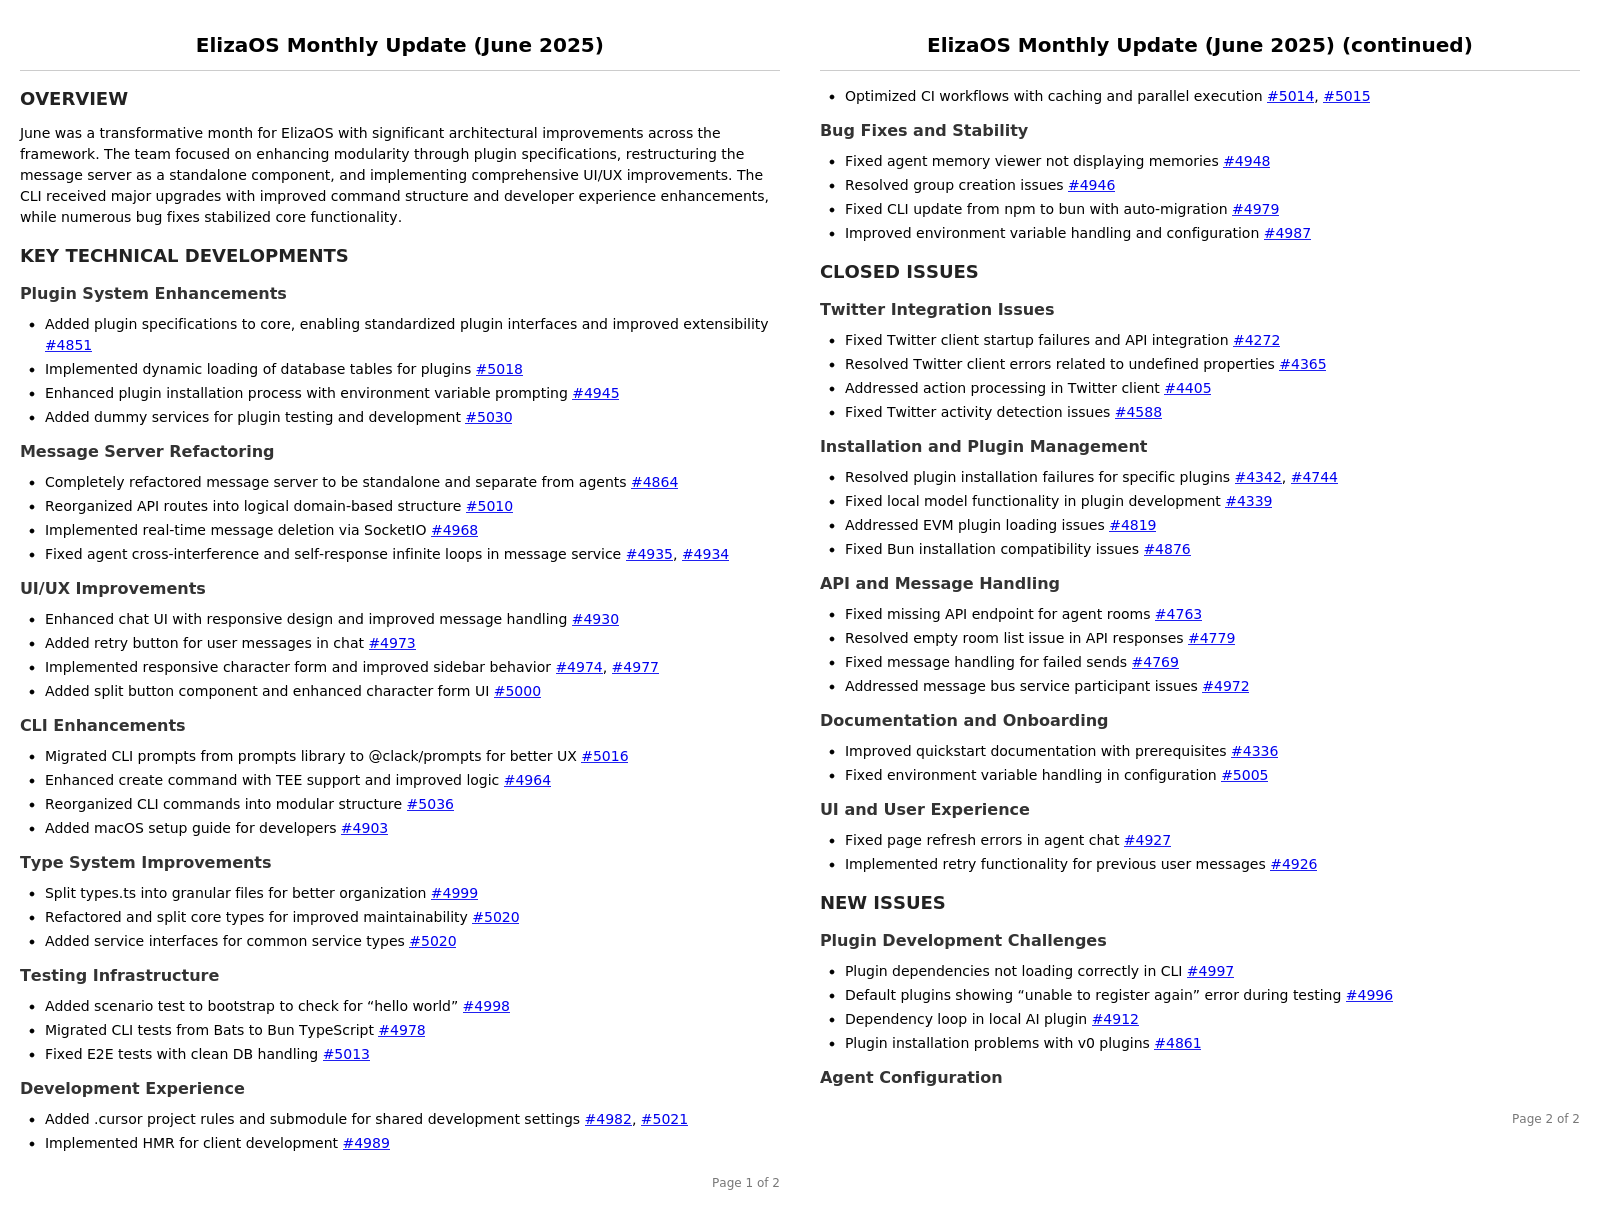 ElizaOS Monthly Update (June 2025)
OVERVIEW
June was a transformative month for ElizaOS with significant architectural improvements across the
framework. The team focused on enhancing modularity through plugin specifications, restructuring the
message server as a standalone component, and implementing comprehensive UI/UX improvements. The
CLI received major upgrades with improved command structure and developer experience enhancements,
while numerous bug fixes stabilized core functionality.
KEY TECHNICAL DEVELOPMENTS
Plugin System Enhancements
• Added plugin specifications to core, enabling standardized plugin interfaces and improved extensibility
#4851
• Implemented dynamic loading of database tables for plugins #5018
• Enhanced plugin installation process with environment variable prompting #4945
• Added dummy services for plugin testing and development #5030
Message Server Refactoring
• Completely refactored message server to be standalone and separate from agents #4864
• Reorganized API routes into logical domain-based structure #5010
• Implemented real-time message deletion via SocketIO #4968
• Fixed agent cross-interference and self-response infinite loops in message service #4935, #4934
UI/UX Improvements
• Enhanced chat UI with responsive design and improved message handling #4930
• Added retry button for user messages in chat #4973
• Implemented responsive character form and improved sidebar behavior #4974, #4977
• Added split button component and enhanced character form UI #5000
CLI Enhancements
• Migrated CLI prompts from prompts library to @clack/prompts for better UX #5016
• Enhanced create command with TEE support and improved logic #4964
• Reorganized CLI commands into modular structure #5036
• Added macOS setup guide for developers #4903
Type System Improvements
• Split types.ts into granular files for better organization #4999
• Refactored and split core types for improved maintainability #5020
• Added service interfaces for common service types #5020
Testing Infrastructure
• Added scenario test to bootstrap to check for “hello world” #4998
• Migrated CLI tests from Bats to Bun TypeScript #4978
• Fixed E2E tests with clean DB handling #5013
Development Experience
• Added .cursor project rules and submodule for shared development settings #4982, #5021
• Implemented HMR for client development #4989
Page 1 of 2
ElizaOS Monthly Update (June 2025) (continued)
• Optimized CI workflows with caching and parallel execution #5014, #5015
Bug Fixes and Stability
• Fixed agent memory viewer not displaying memories #4948
• Resolved group creation issues #4946
• Fixed CLI update from npm to bun with auto-migration #4979
• Improved environment variable handling and configuration #4987
CLOSED ISSUES
Twitter Integration Issues
• Fixed Twitter client startup failures and API integration #4272
• Resolved Twitter client errors related to undefined properties #4365
• Addressed action processing in Twitter client #4405
• Fixed Twitter activity detection issues #4588
Installation and Plugin Management
• Resolved plugin installation failures for specific plugins #4342, #4744
• Fixed local model functionality in plugin development #4339
• Addressed EVM plugin loading issues #4819
• Fixed Bun installation compatibility issues #4876
API and Message Handling
• Fixed missing API endpoint for agent rooms #4763
• Resolved empty room list issue in API responses #4779
• Fixed message handling for failed sends #4769
• Addressed message bus service participant issues #4972
Documentation and Onboarding
• Improved quickstart documentation with prerequisites #4336
• Fixed environment variable handling in configuration #5005
UI and User Experience
• Fixed page refresh errors in agent chat #4927
• Implemented retry functionality for previous user messages #4926
NEW ISSUES
Plugin Development Challenges
• Plugin dependencies not loading correctly in CLI #4997
• Default plugins showing “unable to register again” error during testing #4996
• Dependency loop in local AI plugin #4912
• Plugin installation problems with v0 plugins #4861
Agent Configuration
Page 2 of 2